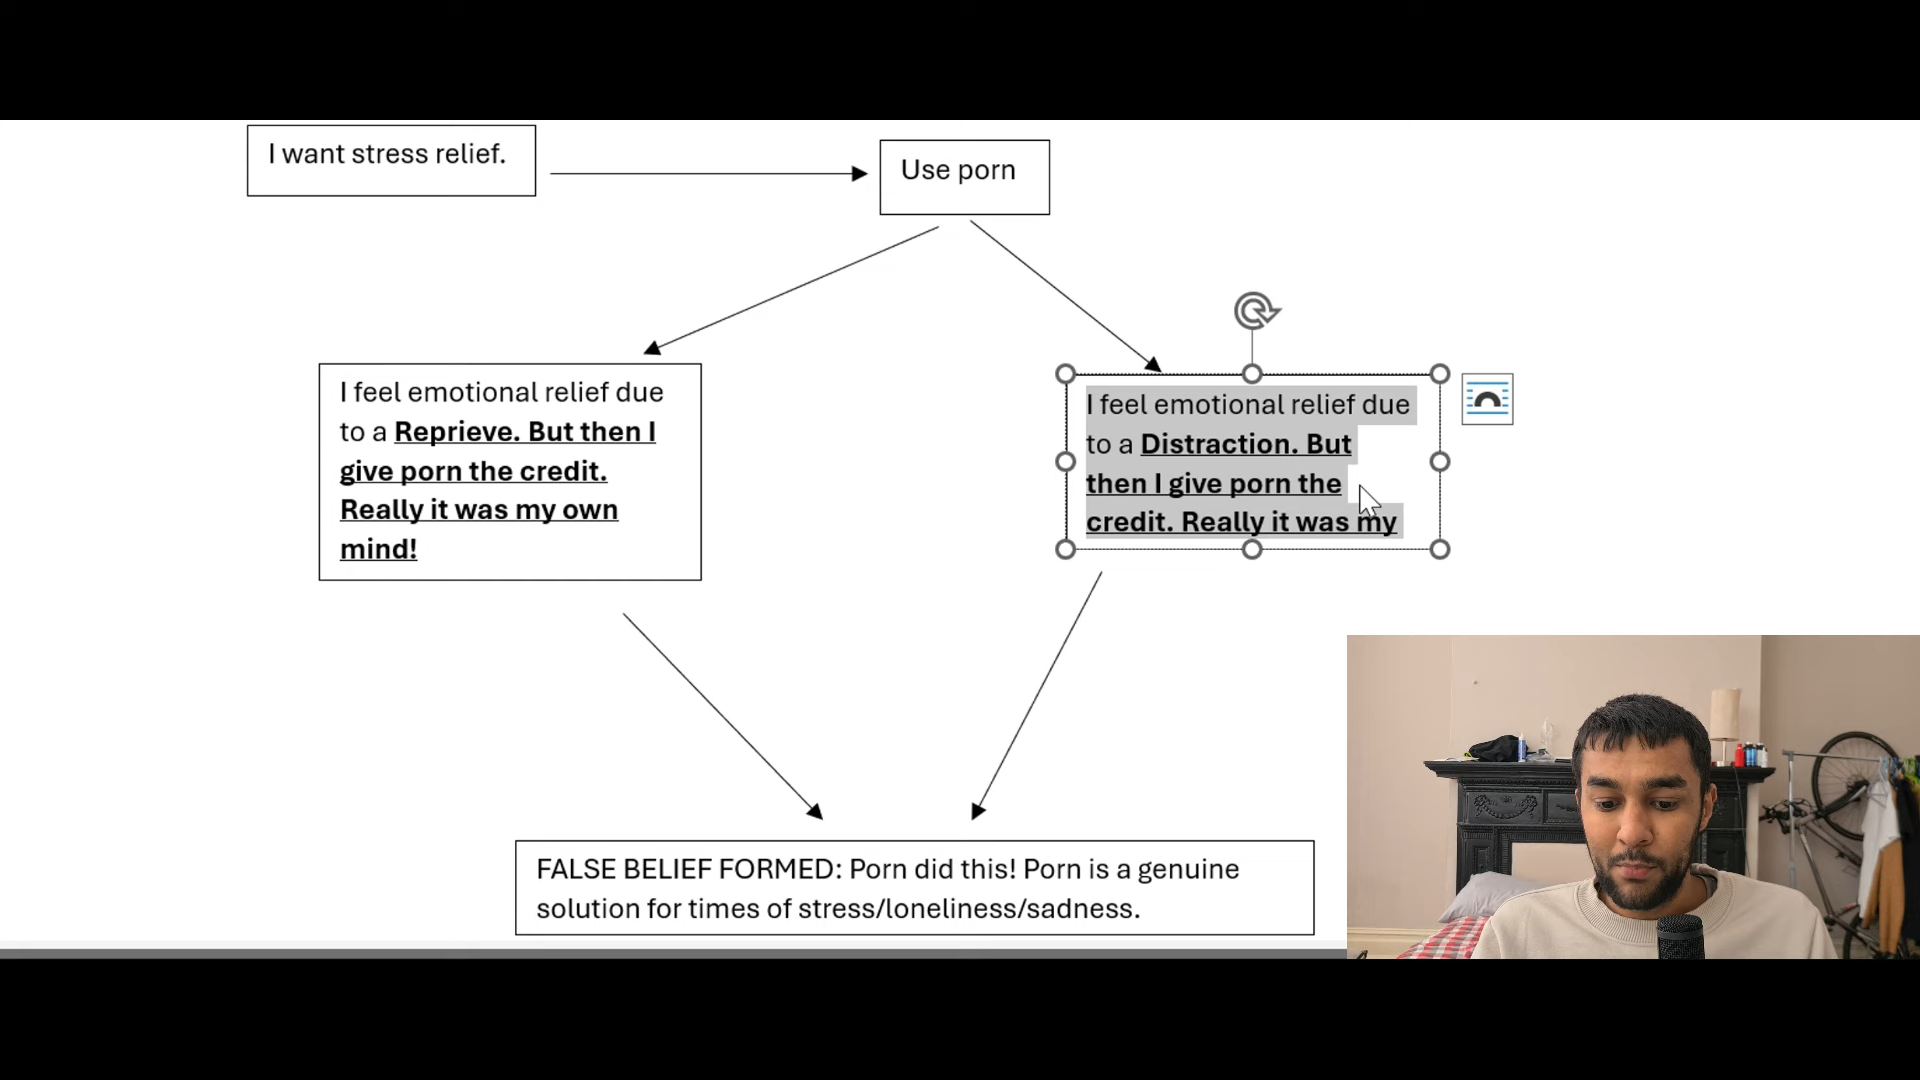 I want stress relief.
Use porn
I feel emotional relief due
to a Reprieve. But then I
give porn the credit.
Really it was my own
mind!
I feel emotional relief due
to a Distraction. But
then I give porn the
credit. Really it was my
FALSE BELIEF FORMED: Porn did this! Porn is a genuine
solution for times of stress/loneliness/sadness.